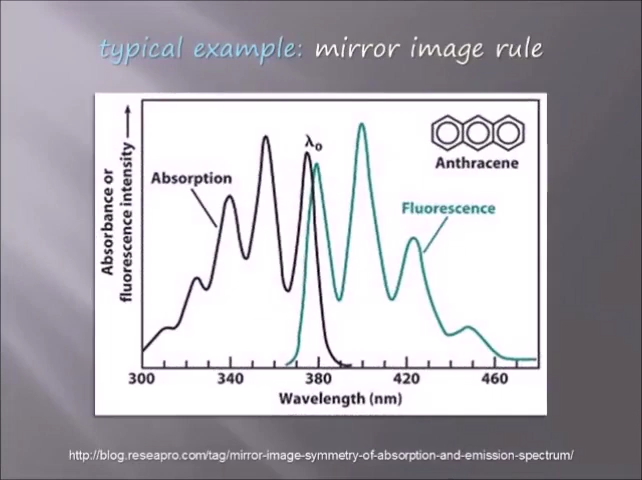 typical example: mirror image rule
Absorbance or
fluorescence intensity
Absorption
λ₀
Anthracene
Fluorescence
300 340 380 420 460
Wavelength (nm)
http://blog.reseapro.com/tag/mirror-image-symmetry-of-absorption-and-emission-spectrum/